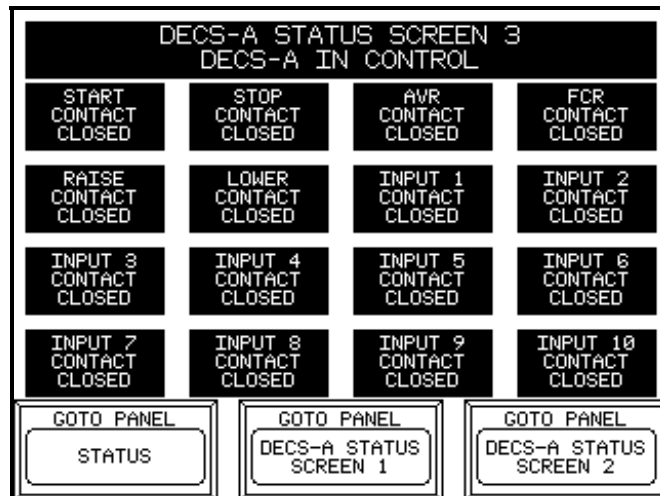 DECS-A STATUS SCREEN 3
DECS-A IN CONTROL
START
CONTACT
CLOSED
STOP
CONTACT
CLOSED
AVR
CONTACT
CLOSED
FCR
CONTACT
CLOSED
RAISE
CONTACT
CLOSED
LOWER
CONTACT
CLOSED
INPUT 1
CONTACT
CLOSED
INPUT 2
CONTACT
CLOSED
INPUT 3
CONTACT
CLOSED
INPUT 4
CONTACT
CLOSED
INPUT 5
CONTACT
CLOSED
INPUT 6
CONTACT
CLOSED
INPUT 7
CONTACT
CLOSED
INPUT 8
CONTACT
CLOSED
INPUT 9
CONTACT
CLOSED
INPUT 10
CONTACT
CLOSED
GOTO PANEL
STATUS
GOTO PANEL
DECS-A STATUS
SCREEN 1
GOTO PANEL
DECS-A STATUS
SCREEN 2